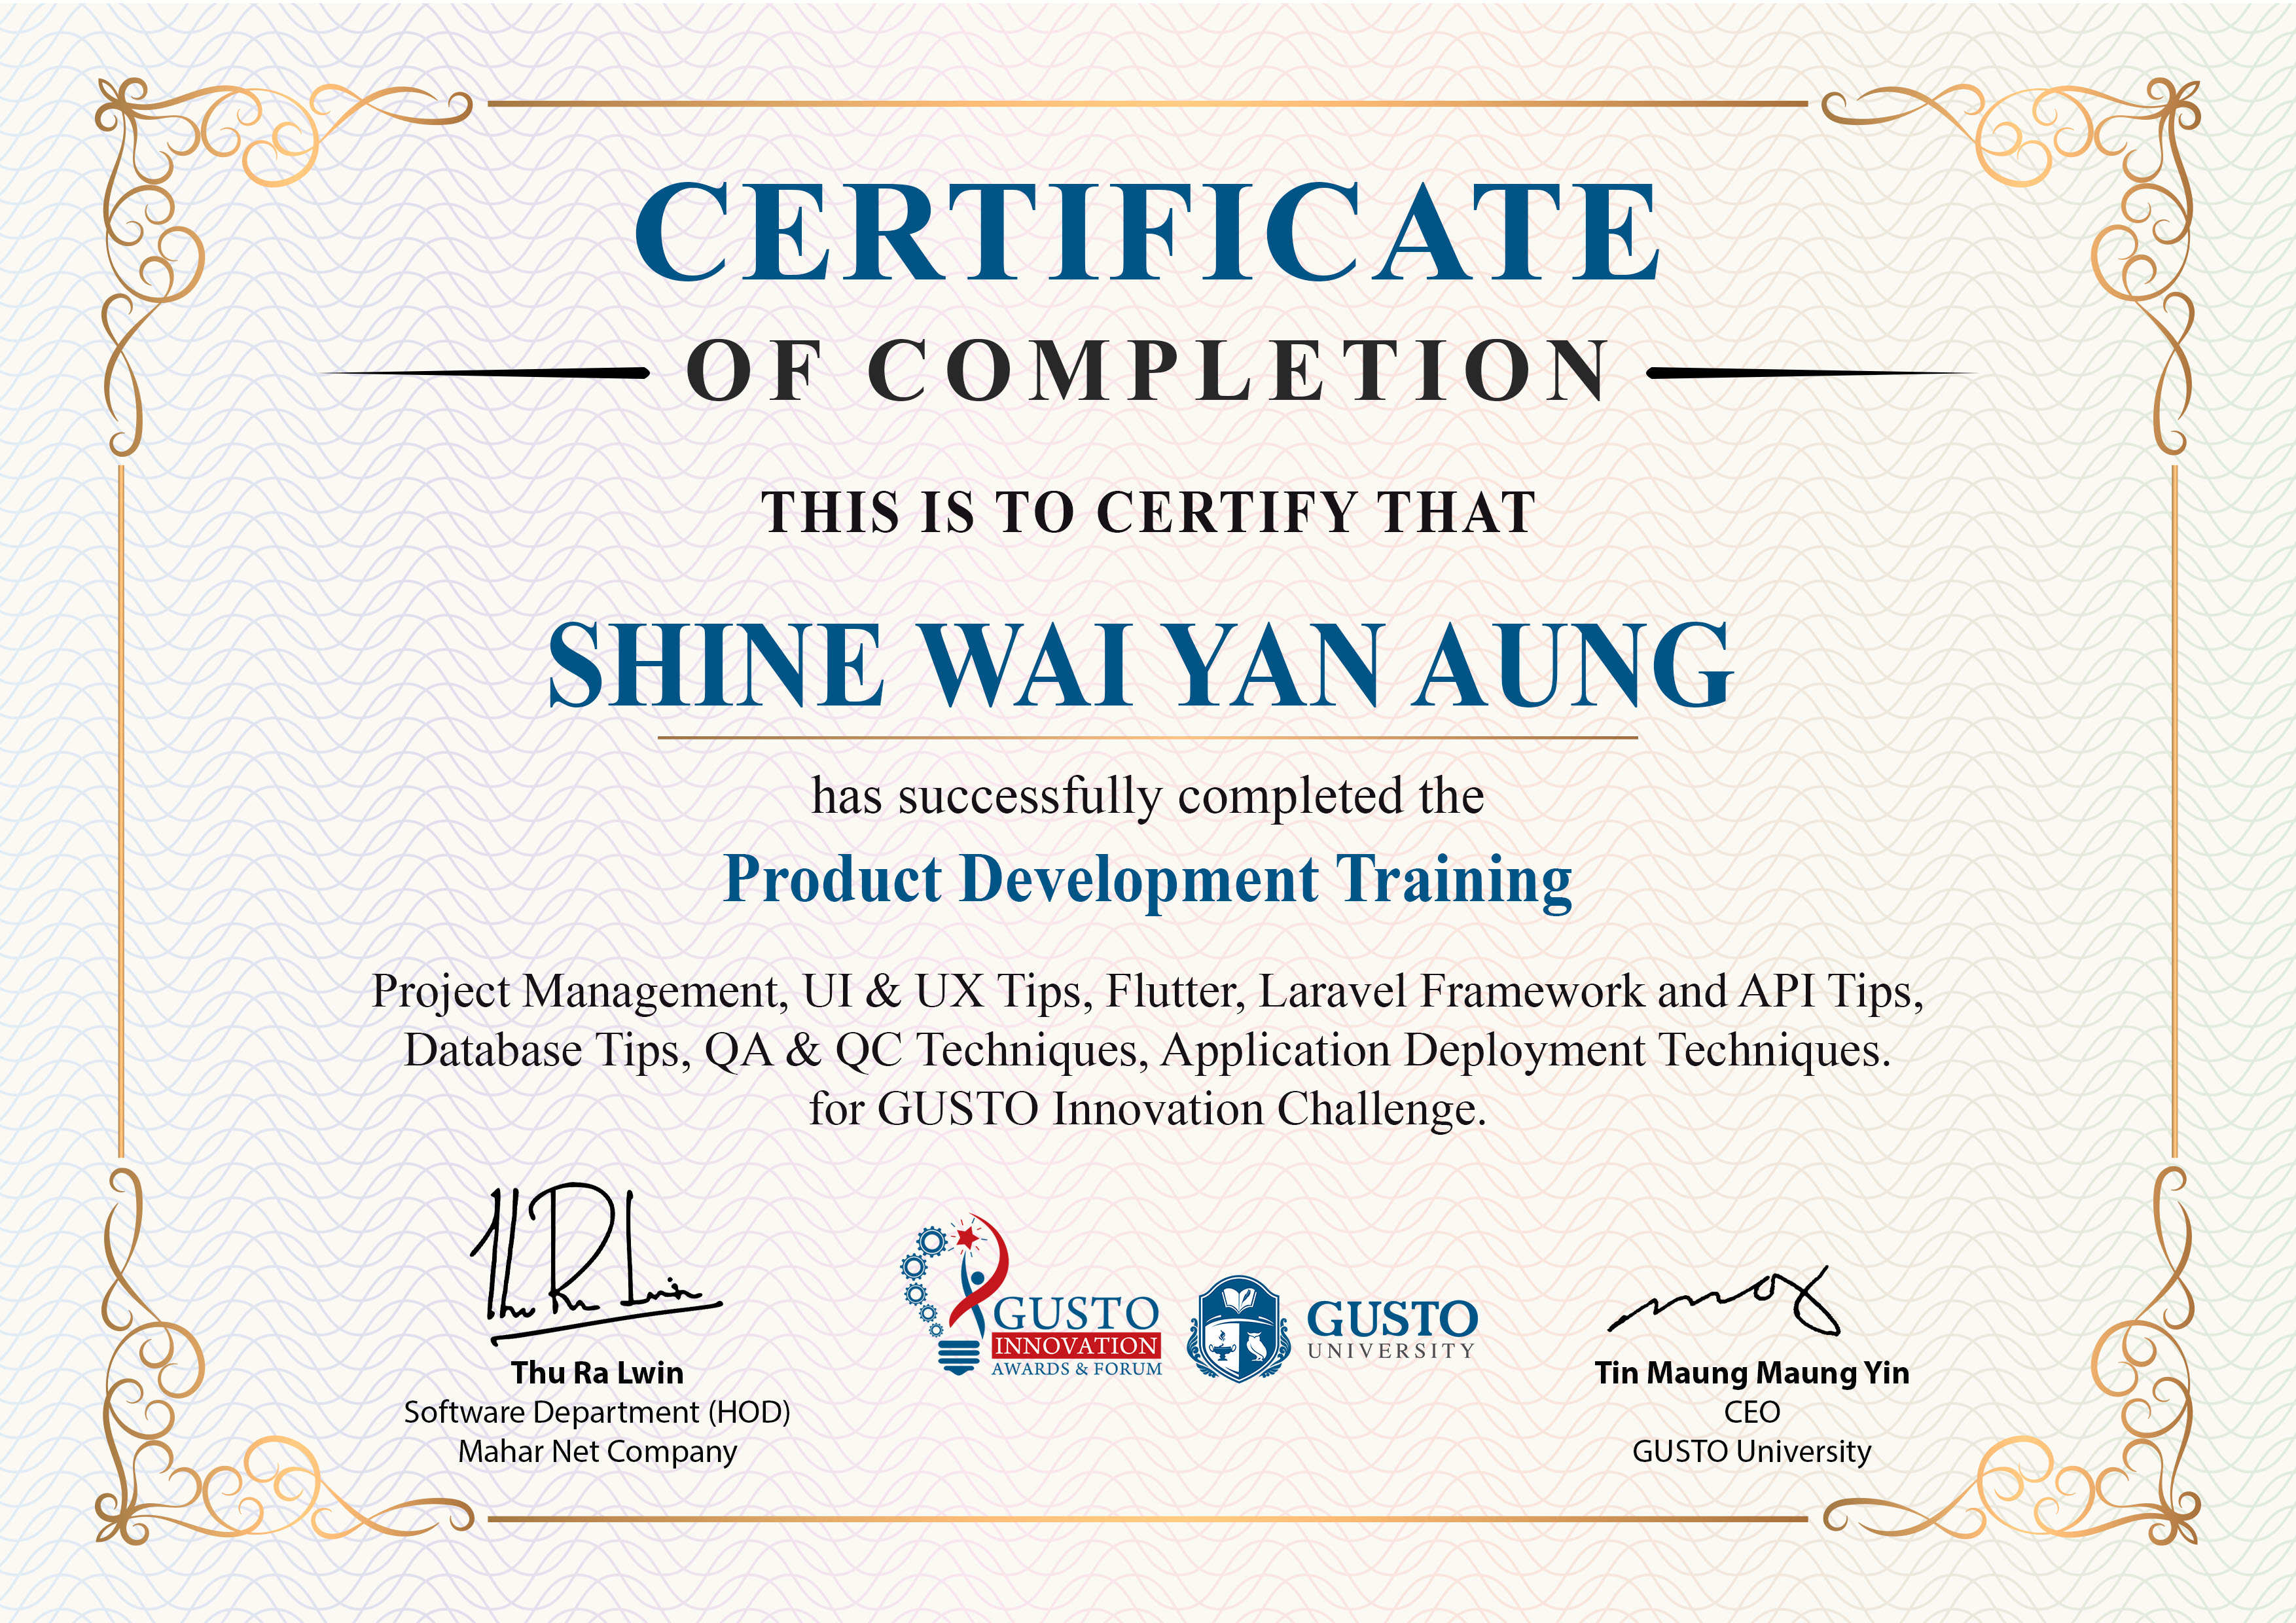 CERTIFICATE
OF COMPLETION
THIS IS TO CERTIFY THAT
SHINE WAI YAN AUNG
has successfully completed the
Product Development Training
Project Management, UI & UX Tips, Flutter, Laravel Framework and API Tips,
Database Tips, QA & QC Techniques, Application Deployment Techniques.
for GUSTO Innovation Challenge.
Thu Ra Lwin
Thu Ra Lwin
Software Department (HOD)
Mahar Net Company
GUSTO
INNOVATION
AWARDS & FORUM
GUSTO
UNIVERSITY
Tin Maung Maung Yin
CEO
GUSTO University